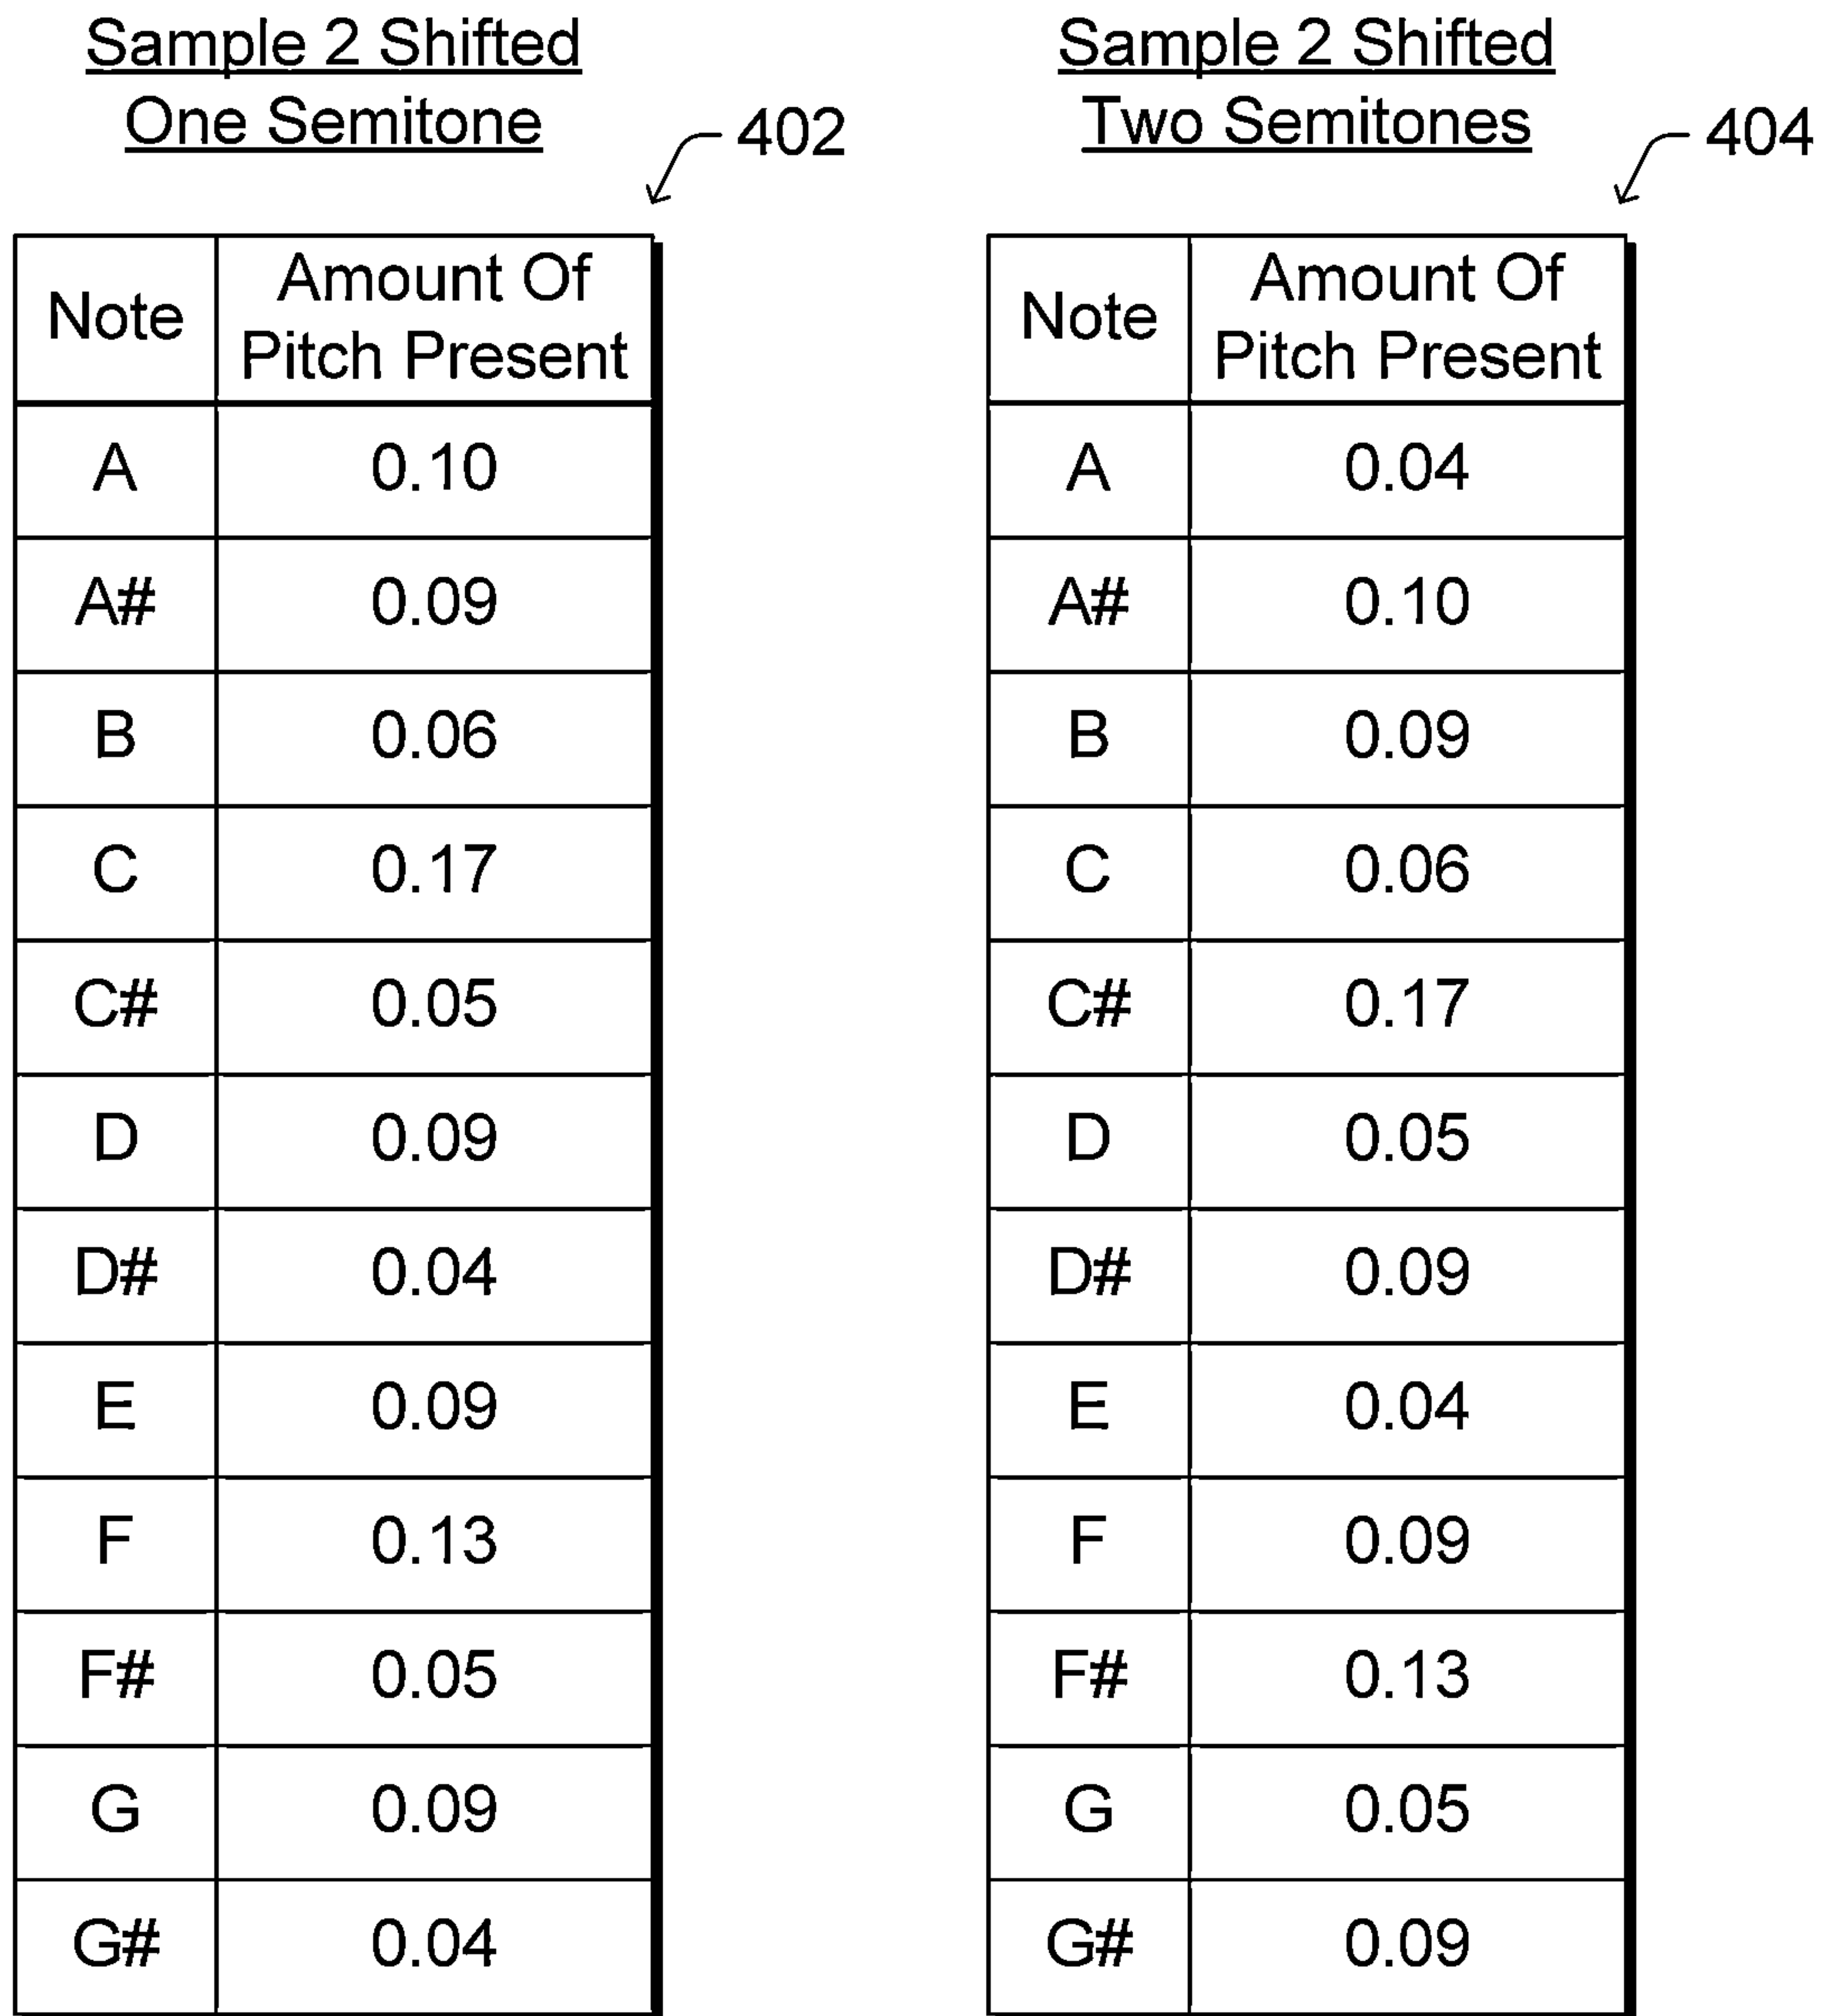 Sample 2 Shifted
One Semitone
402
Note Amount Of
Pitch Present
A 0.10
A# 0.09
B 0.06
C 0.17
C# 0.05
D 0.09
D# 0.04
E 0.09
F 0.13
F# 0.05
G 0.09
G# 0.04
Sample 2 Shifted
Two Semitones
404
Note Amount Of
Pitch Present
A 0.04
A# 0.10
B 0.09
C 0.06
C# 0.17
D 0.05
D# 0.09
E 0.04
F 0.09
F# 0.13
G 0.05
G# 0.09